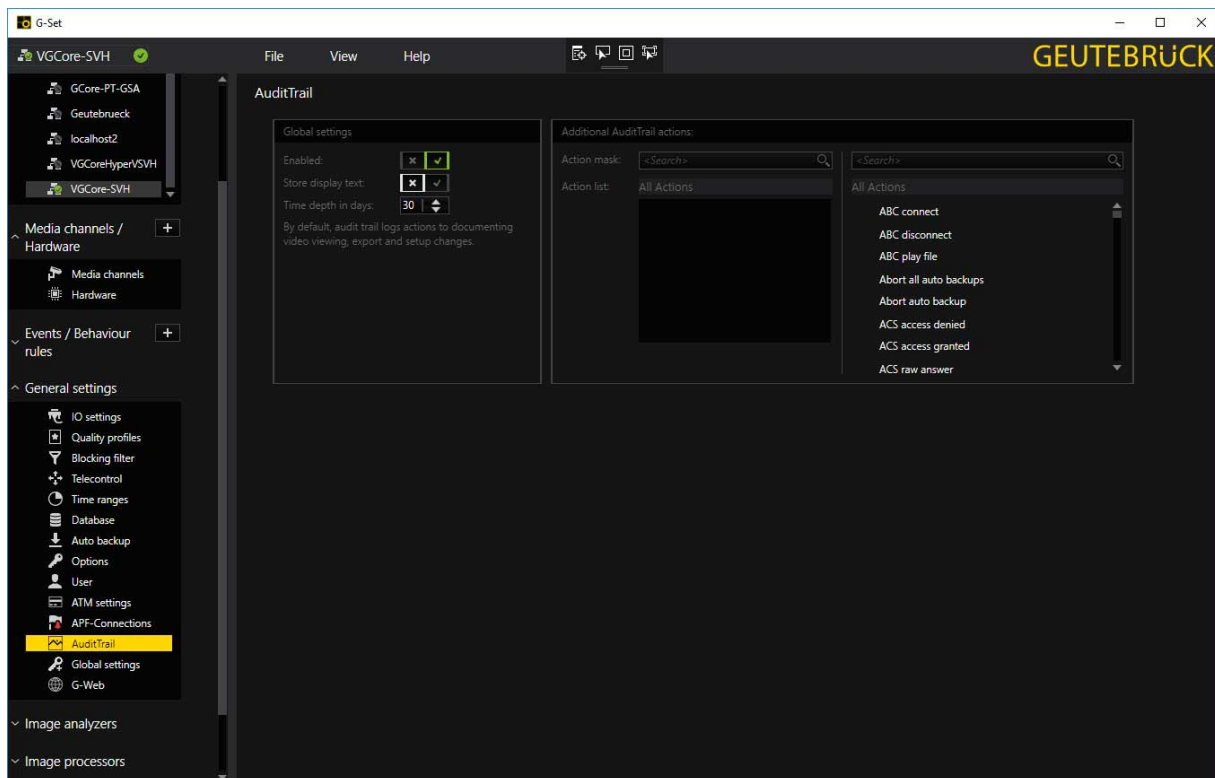 G-Set
VGCore-SVH
File View Help
GEUTEBRÜCK
GCore-PT-GSA
Geutebrueck
localhost2
VGCoreHyperVSVH
VGCore-SVH
Media channels /
Hardware
Media channels
Hardware
Events / Behaviour
rules
General settings
IO settings
Quality profiles
Blocking filter
Telecontrol
Time ranges
Database
Auto backup
Options
User
ATM settings
APF-Connections
AuditTrail
Global settings
G-Web
Image analyzers
Image processors
AuditTrail
Global settings
Enabled:
Store display text:
Time depth in days: 30
By default, audit trail logs actions to documenting
video viewing, export and setup changes.
Additional AuditTrail actions:
Action mask: <Search>
Action list: All Actions
<Search>
All Actions
ABC connect
ABC disconnect
ABC play file
Abort all auto backups
Abort auto backup
ACS access denied
ACS access granted
ACS raw answer